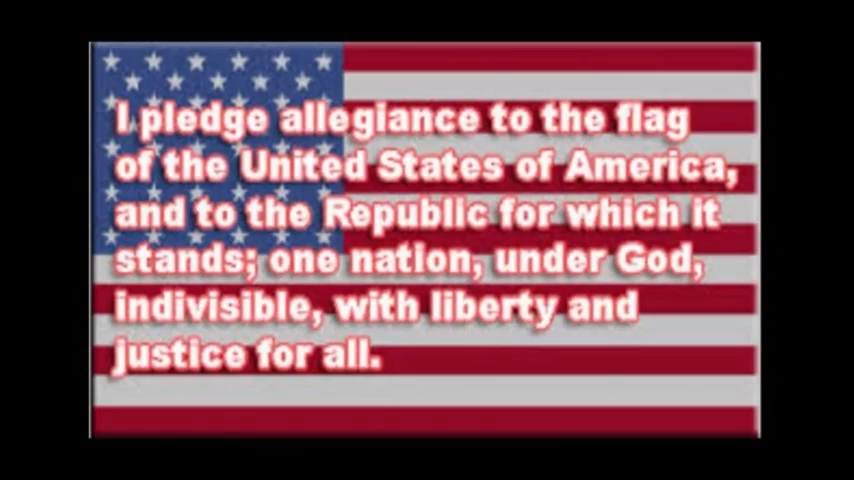 I pledge allegiance to the flag
of the United States of America,
and to the Republic for which it
stands; one nation, under God,
indivisible, with liberty and
justice for all.